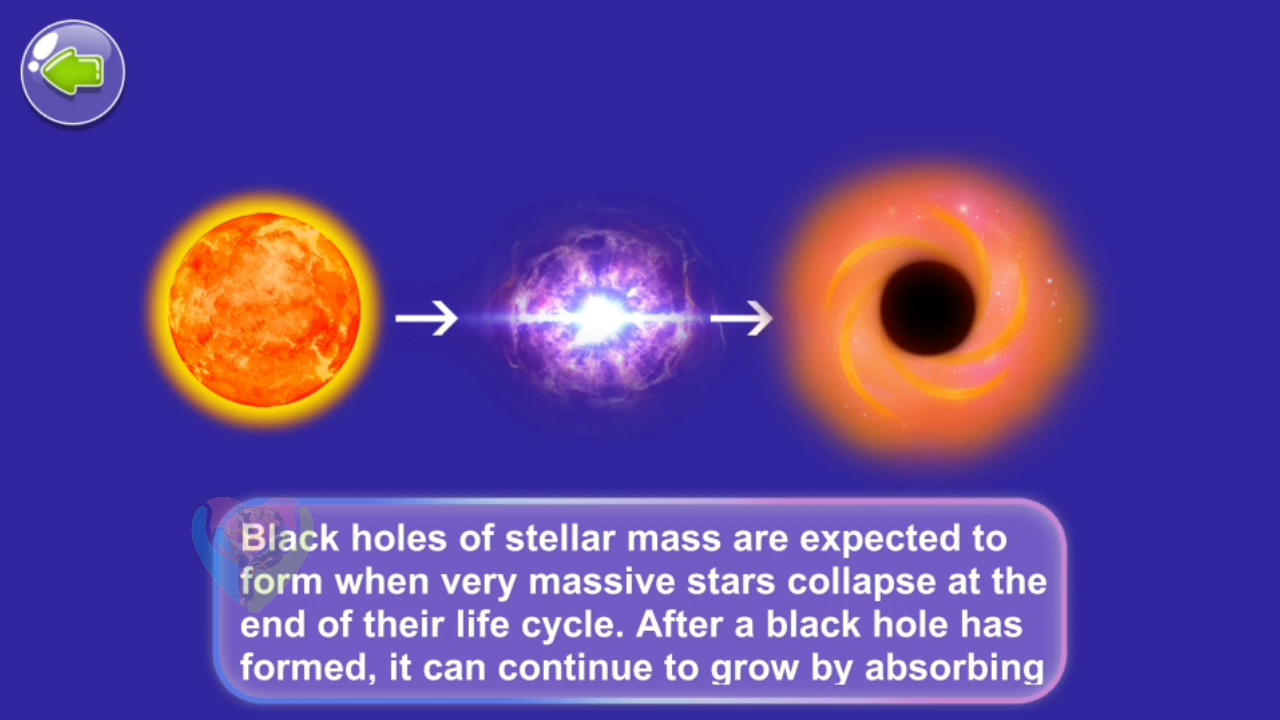 Black holes of stellar mass are expected to
form when very massive stars collapse at the
end of their life cycle. After a black hole has
formed, it can continue to grow by absorbing